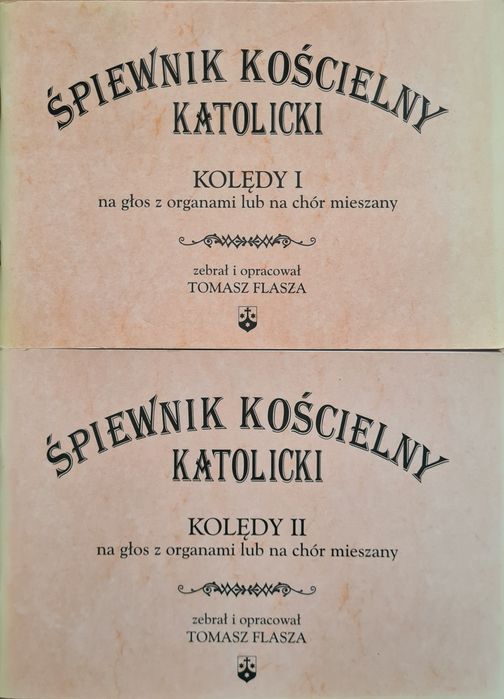 ŚPIEWNIK KOŚCIELNY
KATOLICKI
KOLĘDY I
na głos z organami lub na chór mieszany
zebrał i opracował
TOMASZ FLASZA
ŚPIEWNIK KOŚCIELNY
KATOLICKI
KOLĘDY II
na głos z organami lub na chór mieszany
zebrał i opracował
TOMASZ FLASZA